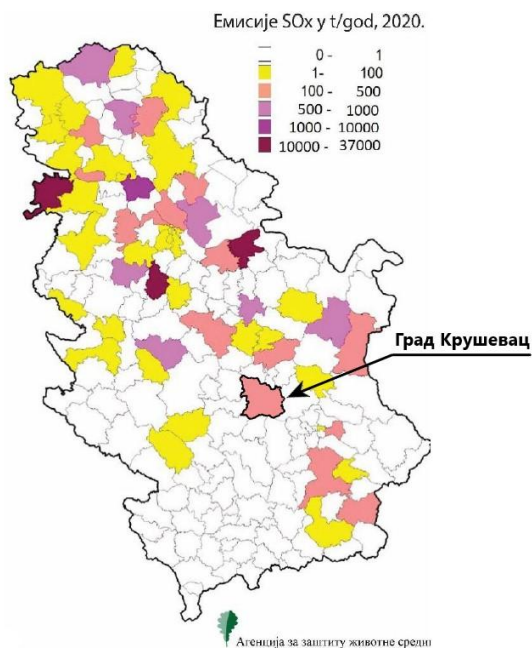 Емисије SOx у t/god, 2020.
0 - 1
1- 100
100 - 500
500 - 1000
1000 - 10000
10000 - 37000
Град Крушевац
Агенција за заштиту животне средин